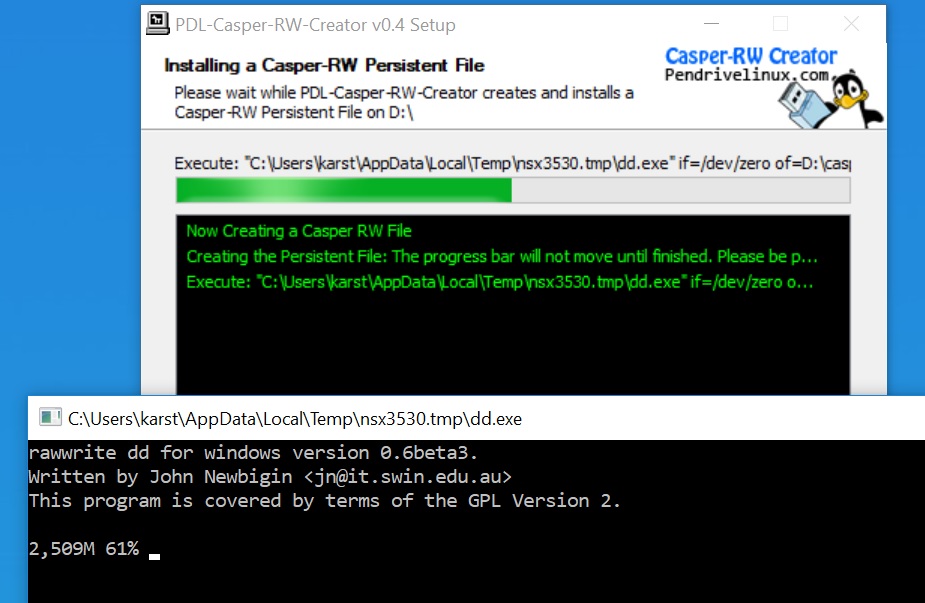 PDL-Casper-RW-Creator v0.4 Setup
Installing a Casper-RW Persistent File
Please wait while PDL-Casper-RW-Creator creates and installs a
Casper-RW Persistent File on D:\
Casper-RW Creator
Pendrivelinux.com
Execute: "C:\Users\karst\AppData\Local\Temp\nsx3530.tmp\dd.exe" if=/dev/zero of=D:\casp
Now Creating a Casper RW File
Creating the Persistent File: The progress bar will not move until finished. Please be p...
Execute: "C:\Users\karst\AppData\Local\Temp\nsx3530.tmp\dd.exe" if=/dev/zero o...
C:\Users\karst\AppData\Local\Temp\nsx3530.tmp\dd.exe
rawwrite dd for windows version 0.6beta3.
Written by John Newbigin <jn@it.swin.edu.au>
This program is covered by terms of the GPL Version 2.
2,509M 61%